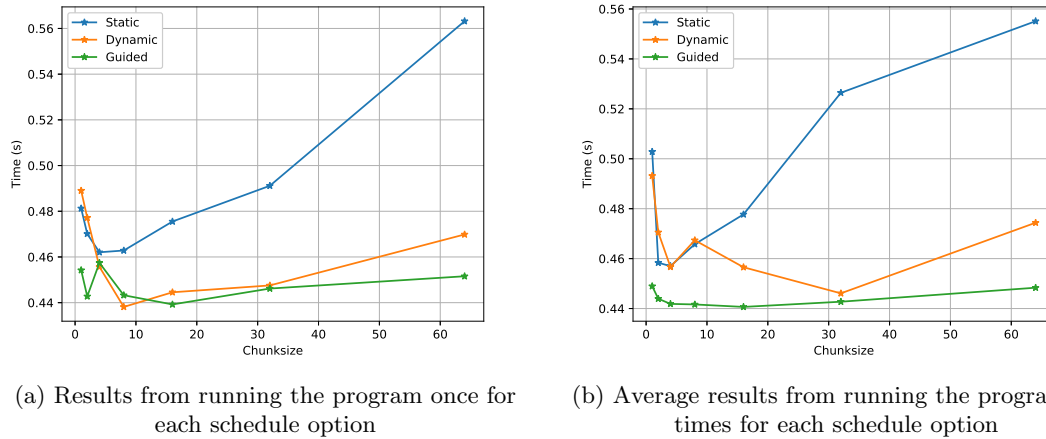 Static
Dynamic
Guided
0.56
0.54
0.52
0.50
0.48
0.46
0.44
Time (s)
0 10 20 30 40 50 60
Chunksize
(a) Results from running the program once for
each schedule option
Static
Dynamic
Guided
0.56
0.54
0.52
0.50
0.48
0.46
0.44
Time (s)
0 10 20 30 40 50 60
Chunksize
(b) Average results from running the progra
times for each schedule option